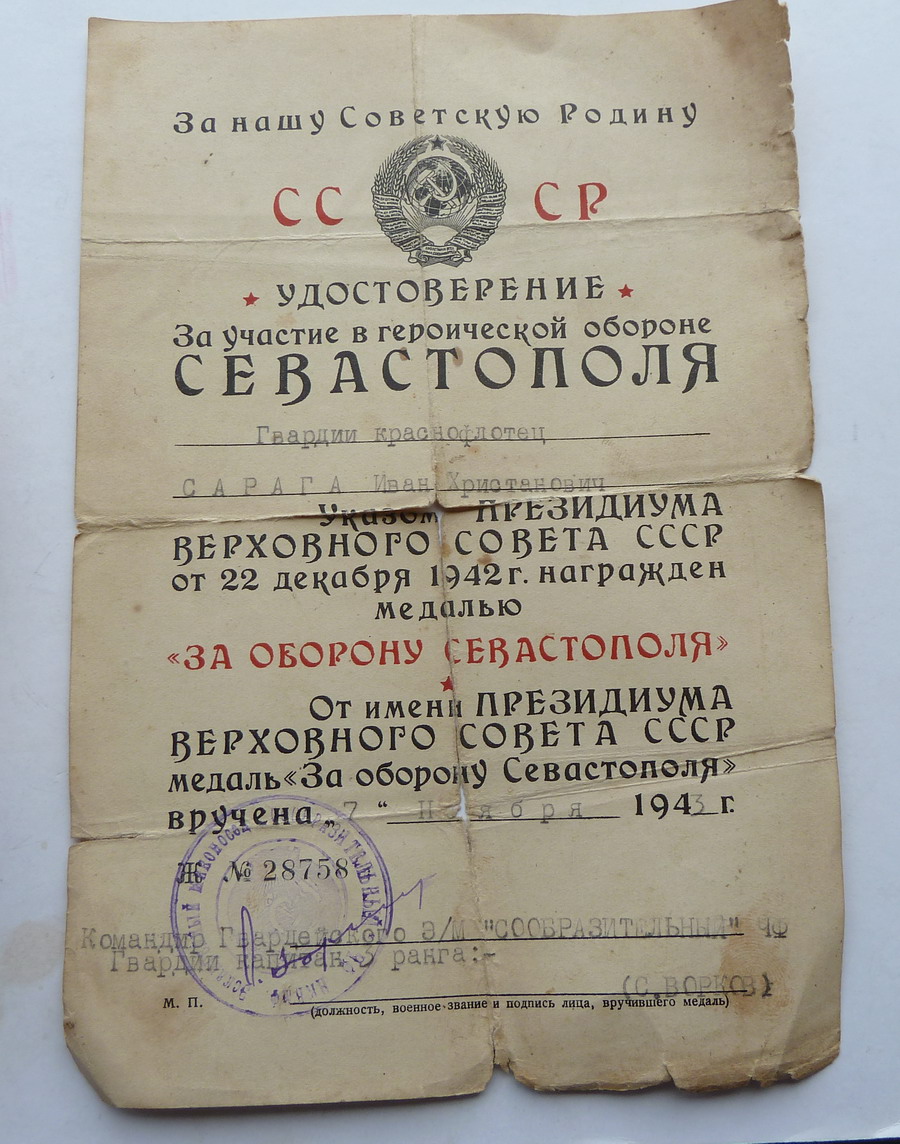 За нашу Советскую Родину
СССР
УДОСТОВЕРЕНИЕ
За участие в героической обороне
СЕВАСТОПОЛЯ
Гвардии краснофлотец
САРАГА Иван Христанович
Указом ПРЕЗИДИУМА
ВЕРХОВНОГО СОВЕТА СССР
от 22 декабря 1942 г. награжден
медалью
«ЗА ОБОРОНУ СЕВАСТОПОЛЯ»
От имени ПРЕЗИДИУМА
ВЕРХОВНОГО СОВЕТА СССР
медаль «За оборону Севастополя»
вручена „7“ Ноября 1943 г.
Ж № 28758
Командир Гвардейского Э/М "СООБРАЗИТЕЛЬНЫЙ" ЧФ
Гвардии капитан 3 ранга:-
(С.ВОРКОВ)
М. П.
(должность, военное звание и подпись лица, вручившего медаль)